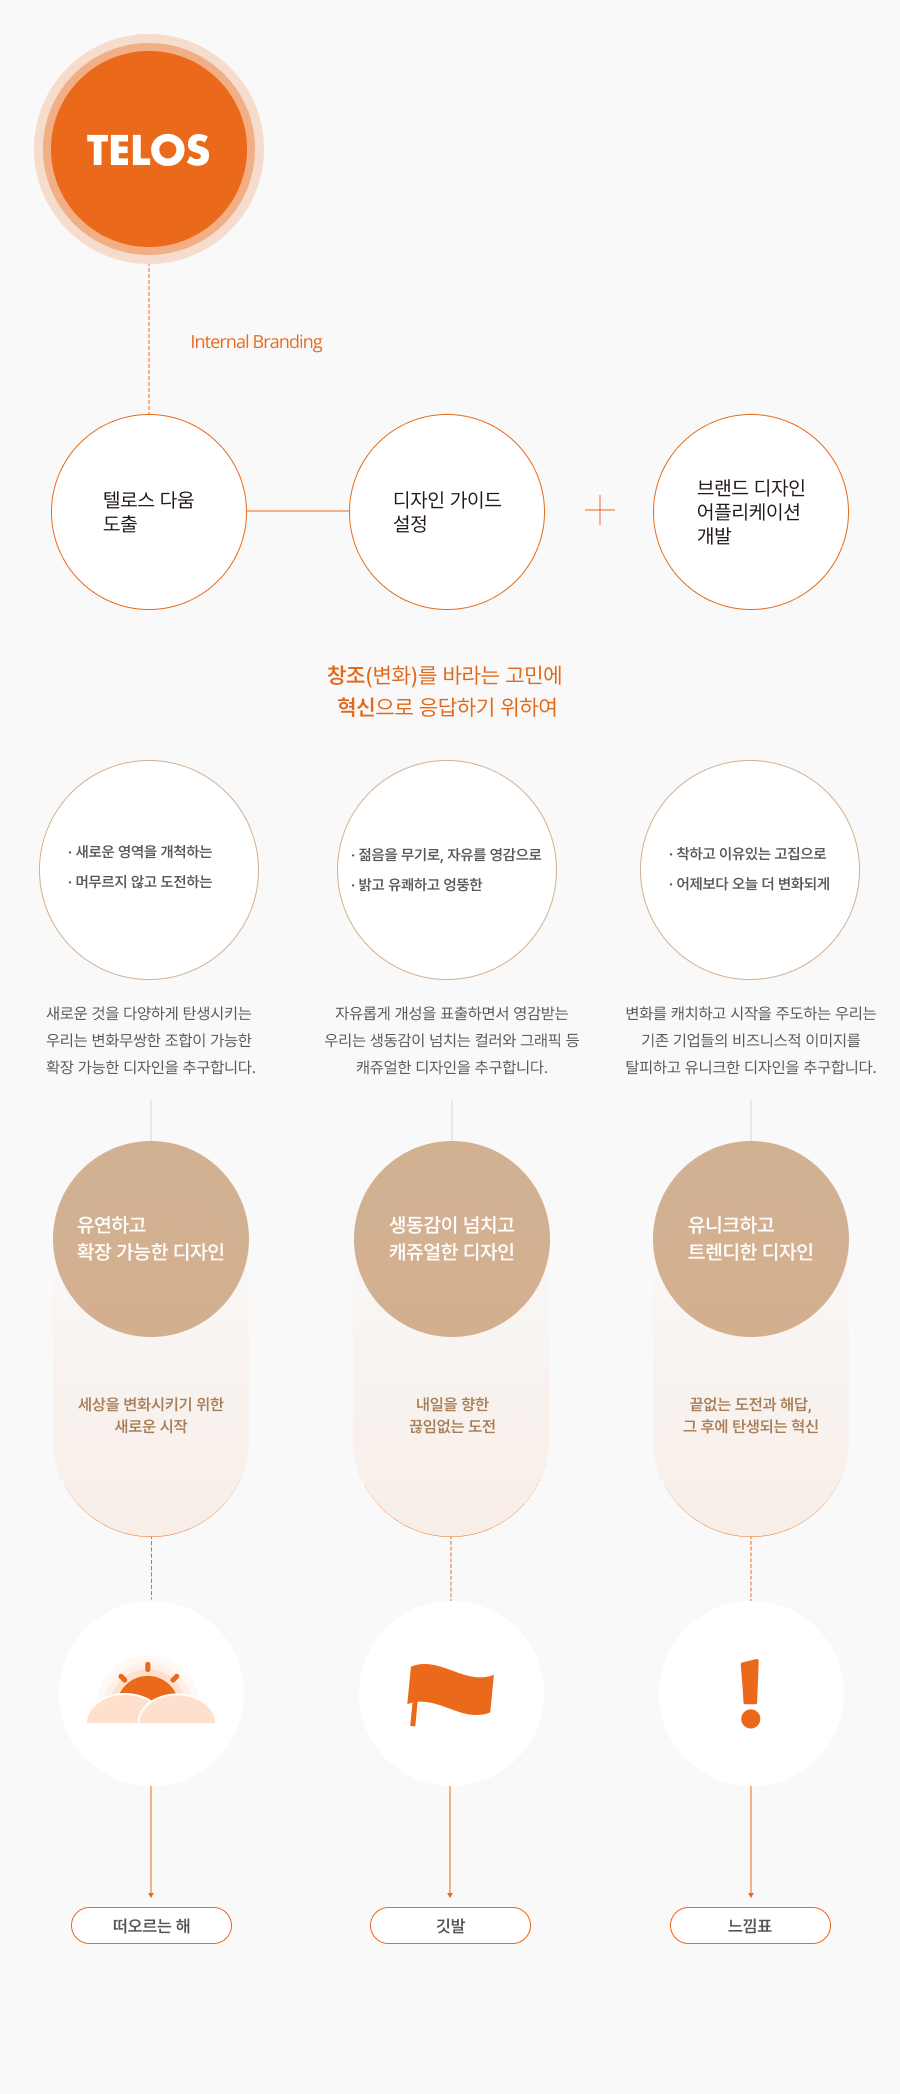 TELOS
Internal Branding
텔로스 다움
도출
디자인 가이드
설정
브랜드 디자인
어플리케이션
개발
창조(변화)를 바라는 고민에
혁신으로 응답하기 위하여
· 새로운 영역을 개척하는
· 머무르지 않고 도전하는
· 젊음을 무기로, 자유를 영감으로
· 밝고 유쾌하고 엉뚱한
· 착하고 이유있는 고집으로
· 어제보다 오늘 더 변화되게
새로운 것을 다양하게 탄생시키는
우리는 변화무쌍한 조합이 가능한
확장 가능한 디자인을 추구합니다.
자유롭게 개성을 표출하면서 영감받는
우리는 생동감이 넘치는 컬러와 그래픽 등
캐쥬얼한 디자인을 추구합니다.
변화를 캐치하고 시작을 주도하는 우리는
기존 기업들의 비즈니스적 이미지를
탈피하고 유니크한 디자인을 추구합니다.
유연하고
확장 가능한 디자인
생동감이 넘치고
캐쥬얼한 디자인
유니크하고
트렌디한 디자인
세상을 변화시키기 위한
새로운 시작
내일을 향한
끊임없는 도전
끝없는 도전과 해답,
그 후에 탄생되는 혁신
떠오르는 해
깃발
느낌표